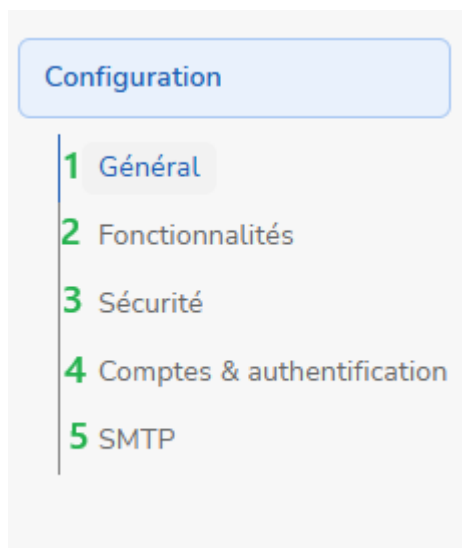 Configuration
1 Général
2 Fonctionnalités
3 Sécurité
4 Comptes & authentification
5 SMTP